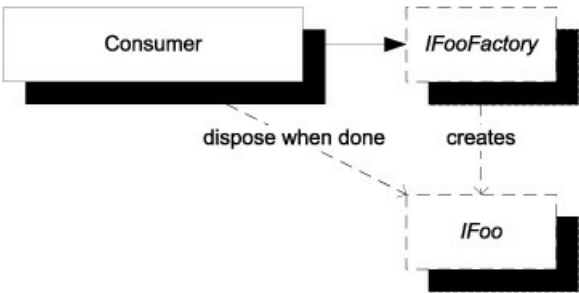 Consumer
IFooFactory
dispose when done
creates
IFoo